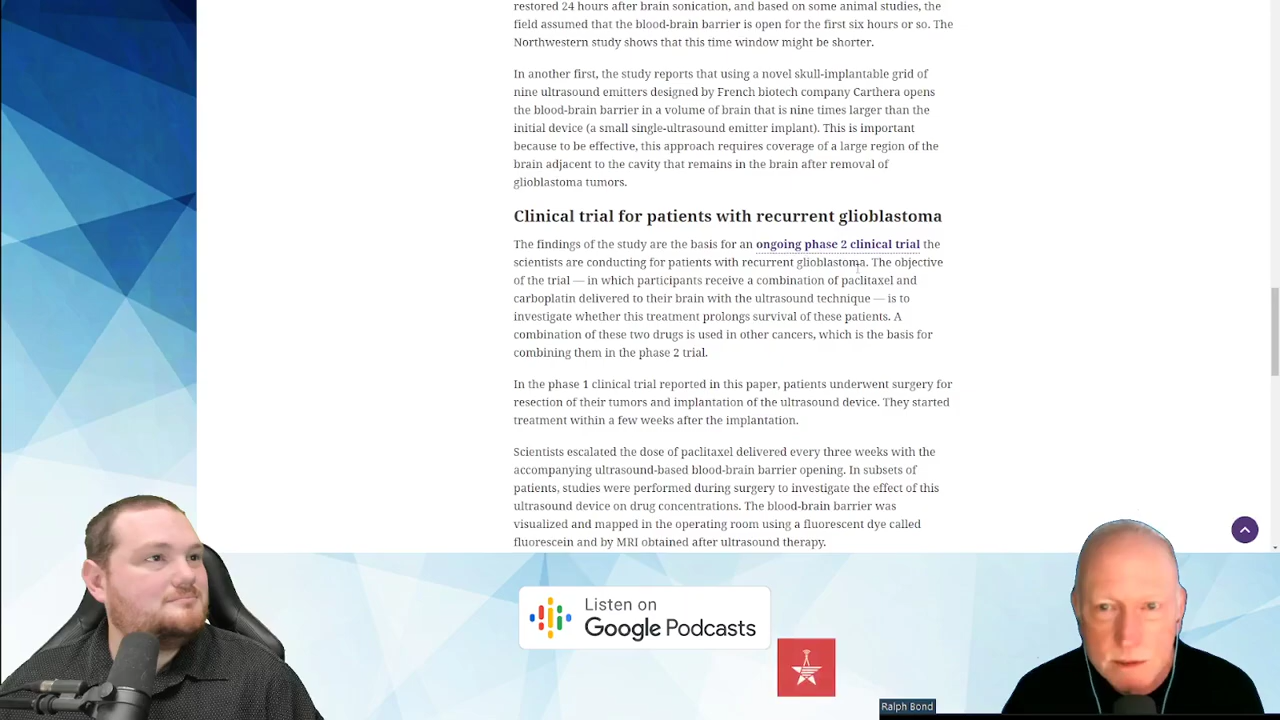 restored 24 hours after brain sonication, and based on some animal studies, the
field assumed that the blood-brain barrier is open for the first six hours or so. The
Northwestern study shows that this time window might be shorter.
In another first, the study reports that using a novel skull-implantable grid of
nine ultrasound emitters designed by French biotech company Carthera opens
the blood-brain barrier in a volume of brain that is nine times larger than the
initial device (a small single-ultrasound emitter implant). This is important
because to be effective, this approach requires coverage of a large region of the
brain adjacent to the cavity that remains in the brain after removal of
glioblastoma tumors.
Clinical trial for patients with recurrent glioblastoma
The findings of the study are the basis for an ongoing phase 2 clinical trial the
scientists are conducting for patients with recurrent glioblastoma. The objective
of the trial — in which participants receive a combination of paclitaxel and
carboplatin delivered to their brain with the ultrasound technique — is to
investigate whether this treatment prolongs survival of these patients. A
combination of these two drugs is used in other cancers, which is the basis for
combining them in the phase 2 trial.
In the phase 1 clinical trial reported in this paper, patients underwent surgery for
resection of their tumors and implantation of the ultrasound device. They started
treatment within a few weeks after the implantation.
Scientists escalated the dose of paclitaxel delivered every three weeks with the
accompanying ultrasound-based blood-brain barrier opening. In subsets of
patients, studies were performed during surgery to investigate the effect of this
ultrasound device on drug concentrations. The blood-brain barrier was
visualized and mapped in the operating room using a fluorescent dye called
fluorescein and by MRI obtained after ultrasound therapy.
Listen on
Google Podcasts
Ralph Bond